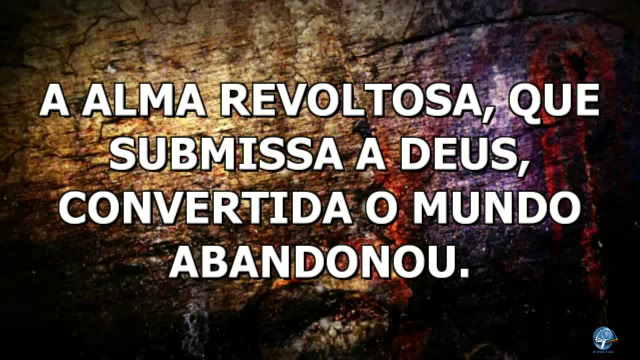 A ALMA REVOLTOSA, QUE
SUBMISSA A DEUS,
CONVERTIDA O MUNDO
ABANDONOU.